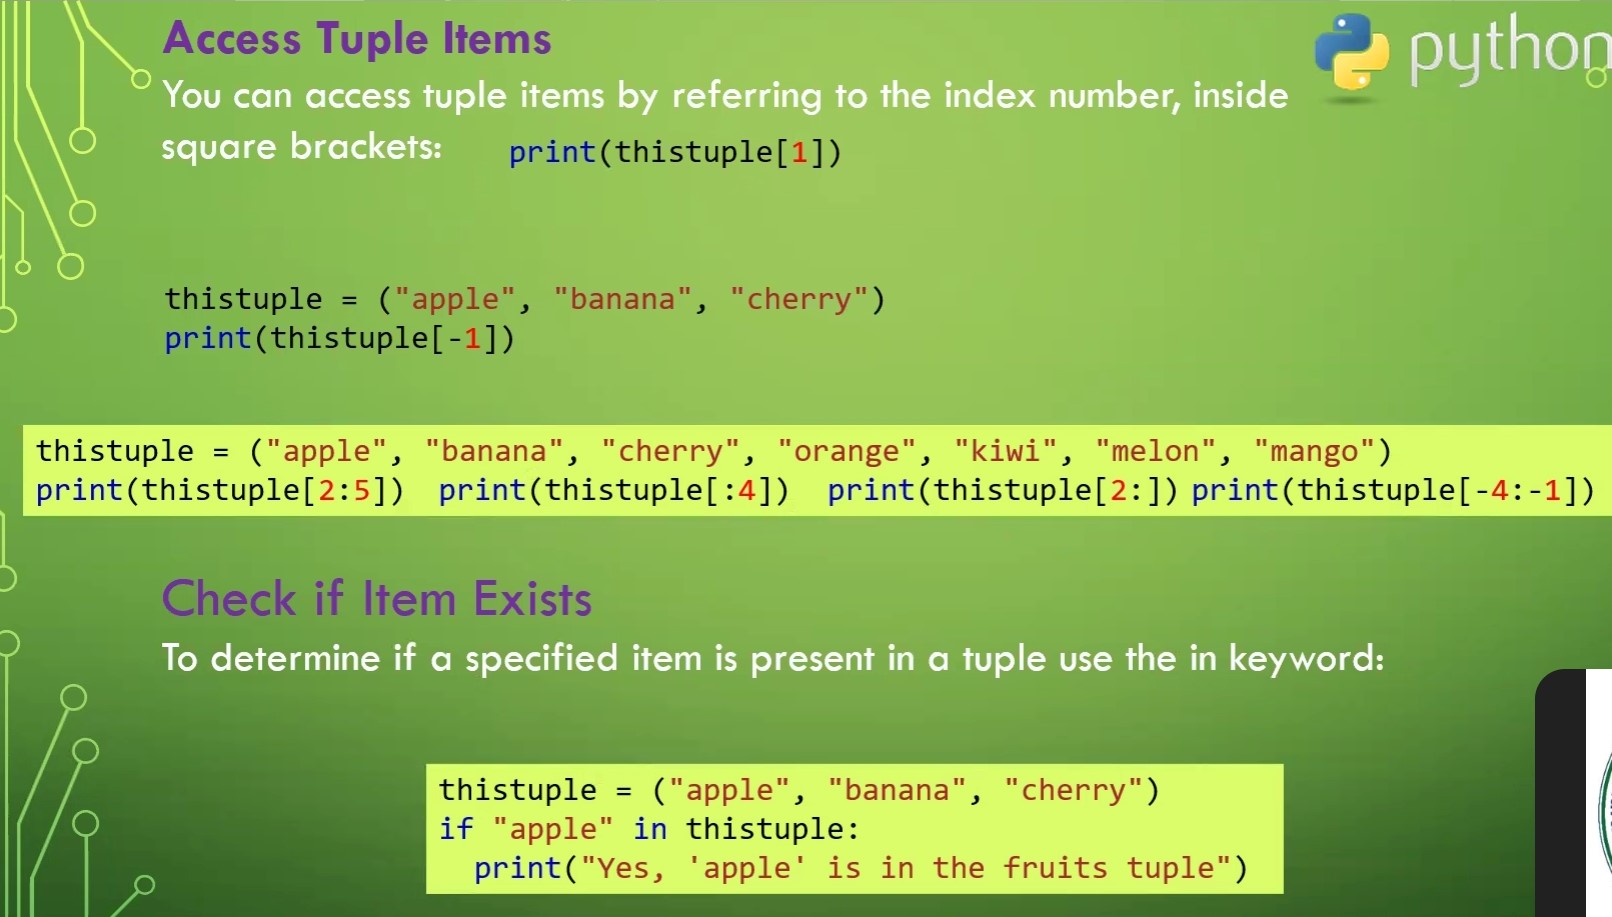 Access Tuple Items
python
You can access tuple items by referring to the index number, inside
square brackets: print(thistuple[1])
thistuple = ("apple", "banana", "cherry")
print(thistuple[-1])
thistuple = ("apple", "banana", "cherry", "orange", "kiwi", "melon", "mango")
print(thistuple[2:5]) print(thistuple[:4]) print(thistuple[2:]) print(thistuple[-4:-1])
Check if Item Exists
To determine if a specified item is present in a tuple use the in keyword:
thistuple = ("apple", "banana", "cherry")
if "apple" in thistuple:
  print("Yes, 'apple' is in the fruits tuple")